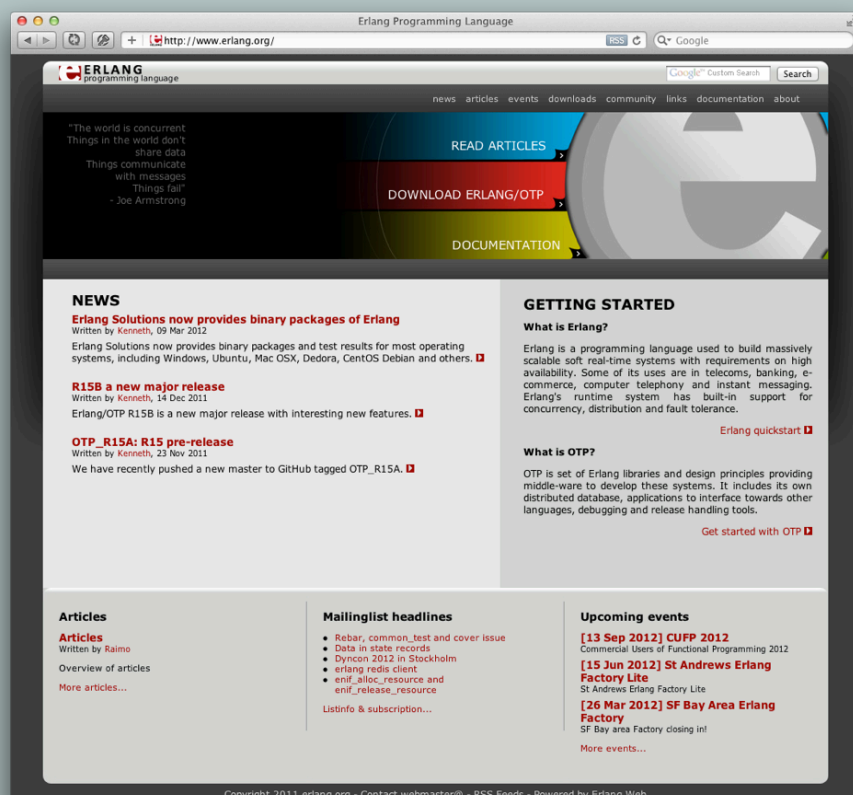 Erlang Programming Language
http://www.erlang.org/
RSS
Google
ERLANG
programming language
Google™ Custom Search
Search
news articles events downloads community links documentation about
"The world is concurrent
Things in the world don't
share data
Things communicate
with messages
Things fail"
- Joe Armstrong
READ ARTICLES
DOWNLOAD ERLANG/OTP
DOCUMENTATION
e
NEWS
Erlang Solutions now provides binary packages of Erlang
Written by Kenneth, 09 Mar 2012
Erlang Solutions now provides binary packages and test results for most operating
systems, including Windows, Ubuntu, Mac OSX, Dedora, CentOS Debian and others.
R15B a new major release
Written by Kenneth, 14 Dec 2011
Erlang/OTP R15B is a new major release with interesting new features.
OTP_R15A: R15 pre-release
Written by Kenneth, 23 Nov 2011
We have recently pushed a new master to GitHub tagged OTP_R15A.
GETTING STARTED
What is Erlang?
Erlang is a programming language used to build massively
scalable soft real-time systems with requirements on high
availability. Some of its uses are in telecoms, banking, e-
commerce, computer telephony and instant messaging.
Erlang's runtime system has built-in support for
concurrency, distribution and fault tolerance.
Erlang quickstart
What is OTP?
OTP is set of Erlang libraries and design principles providing
middle-ware to develop these systems. It includes its own
distributed database, applications to interface towards other
languages, debugging and release handling tools.
Get started with OTP
Articles
Articles
Written by Raimo
Overview of articles
More articles...
Mailinglist headlines
Rebar, common_test and cover issue
Data in state records
Dyncon 2012 in Stockholm
erlang redis client
enif_alloc_resource and
enif_release_resource
Listinfo & subscription...
Upcoming events
[13 Sep 2012] CUFP 2012
Commercial Users of Functional Programming 2012
[15 Jun 2012] St Andrews Erlang
Factory Lite
St Andrews Erlang Factory Lite
[26 Mar 2012] SF Bay Area Erlang
Factory
SF Bay area Factory closing in!
More events...
Copyright 2011 erlang.org - Contact webmaster@ - RSS Feeds - Powered by Erlang Web